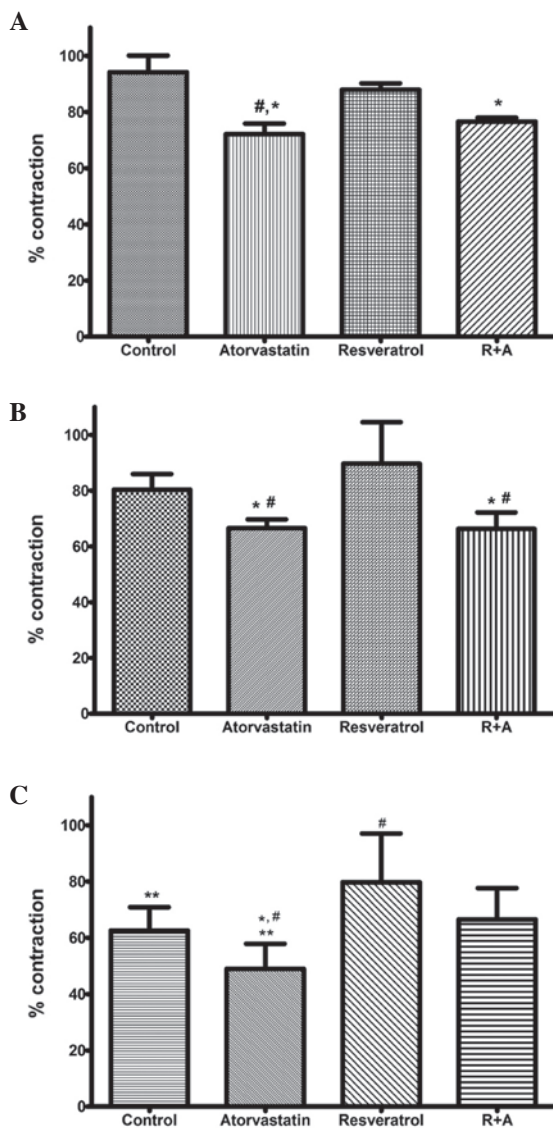 A
% contraction
100
80
60
40
20
0
#,*
*
Control Atorvastatin Resveratrol R+A
B
% contraction
100
80
60
40
20
0
* #
* #
Control Atorvastatin Resveratrol R+A
C
% contraction
100
80
60
40
20
0
**
*,#
**
#
Control Atorvastatin Resveratrol R+A